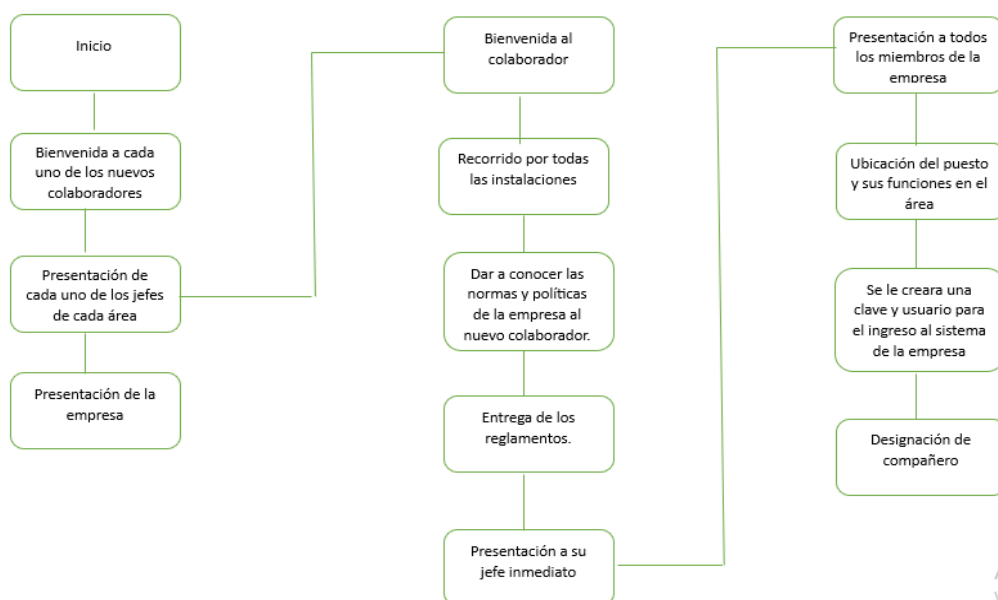 Inicio
Bienvenida a cada
uno de los nuevos
colaboradores
Presentación de
cada uno de los jefes
de cada área
Presentación de la
empresa
Bienvenida al
colaborador
Recorrido por todas
las instalaciones
Dar a conocer las
normas y políticas
de la empresa al
nuevo colaborador.
Entrega de los
reglamentos.
Presentación a su
jefe inmediato
Presentación a todos
los miembros de la
empresa
Ubicación del puesto
y sus funciones en el
área
Se le creara una
clave y usuario para
el ingreso al sistema
de la empresa
Designación de
compañero